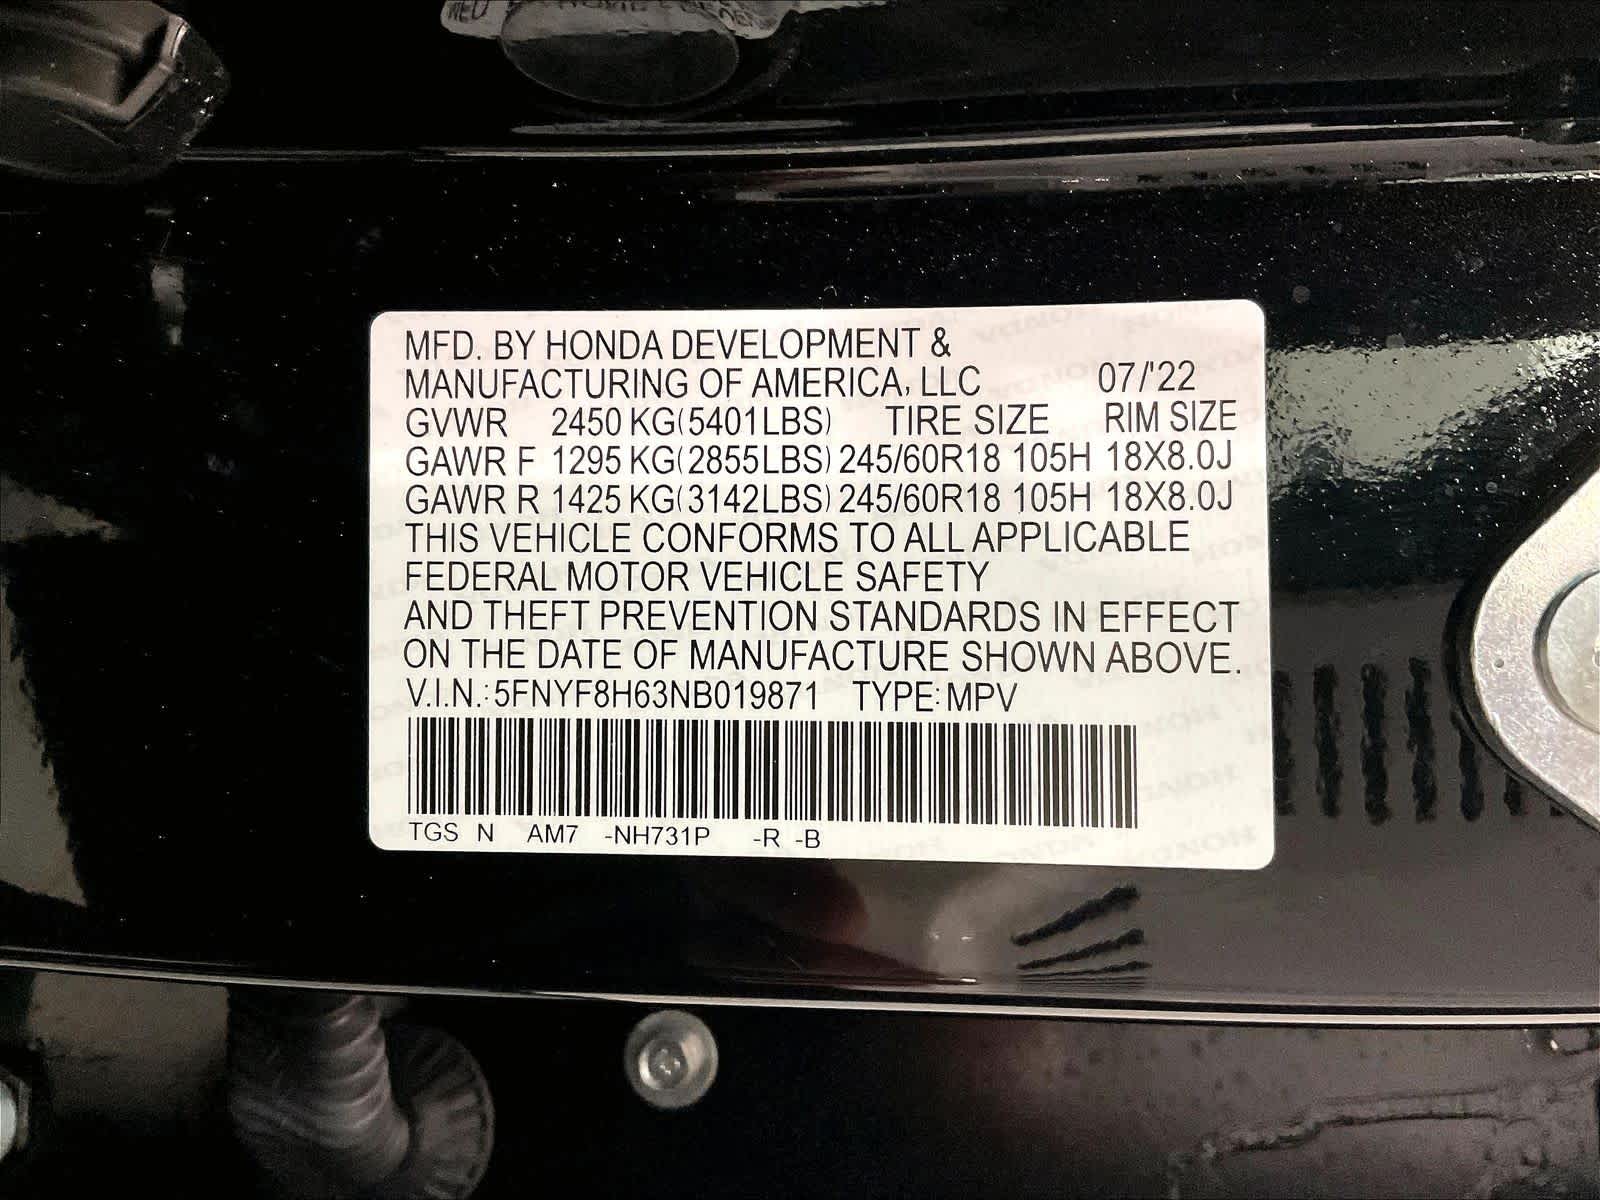 MFD. BY HONDA DEVELOPMENT &
MANUFACTURING OF AMERICA, LLC 07/'22
GVWR 2450 KG(5401LBS) TIRE SIZE RIM SIZE
GAWR F 1295 KG(2855LBS) 245/60R18 105H 18X8.0J
GAWR R 1425 KG(3142LBS) 245/60R18 105H 18X8.0J
THIS VEHICLE CONFORMS TO ALL APPLICABLE
FEDERAL MOTOR VEHICLE SAFETY
AND THEFT PREVENTION STANDARDS IN EFFECT
ON THE DATE OF MANUFACTURE SHOWN ABOVE.
V.I.N.: 5FNYF8H63NB019871 TYPE: MPV
TGS N AM7 -NH731P -R -B